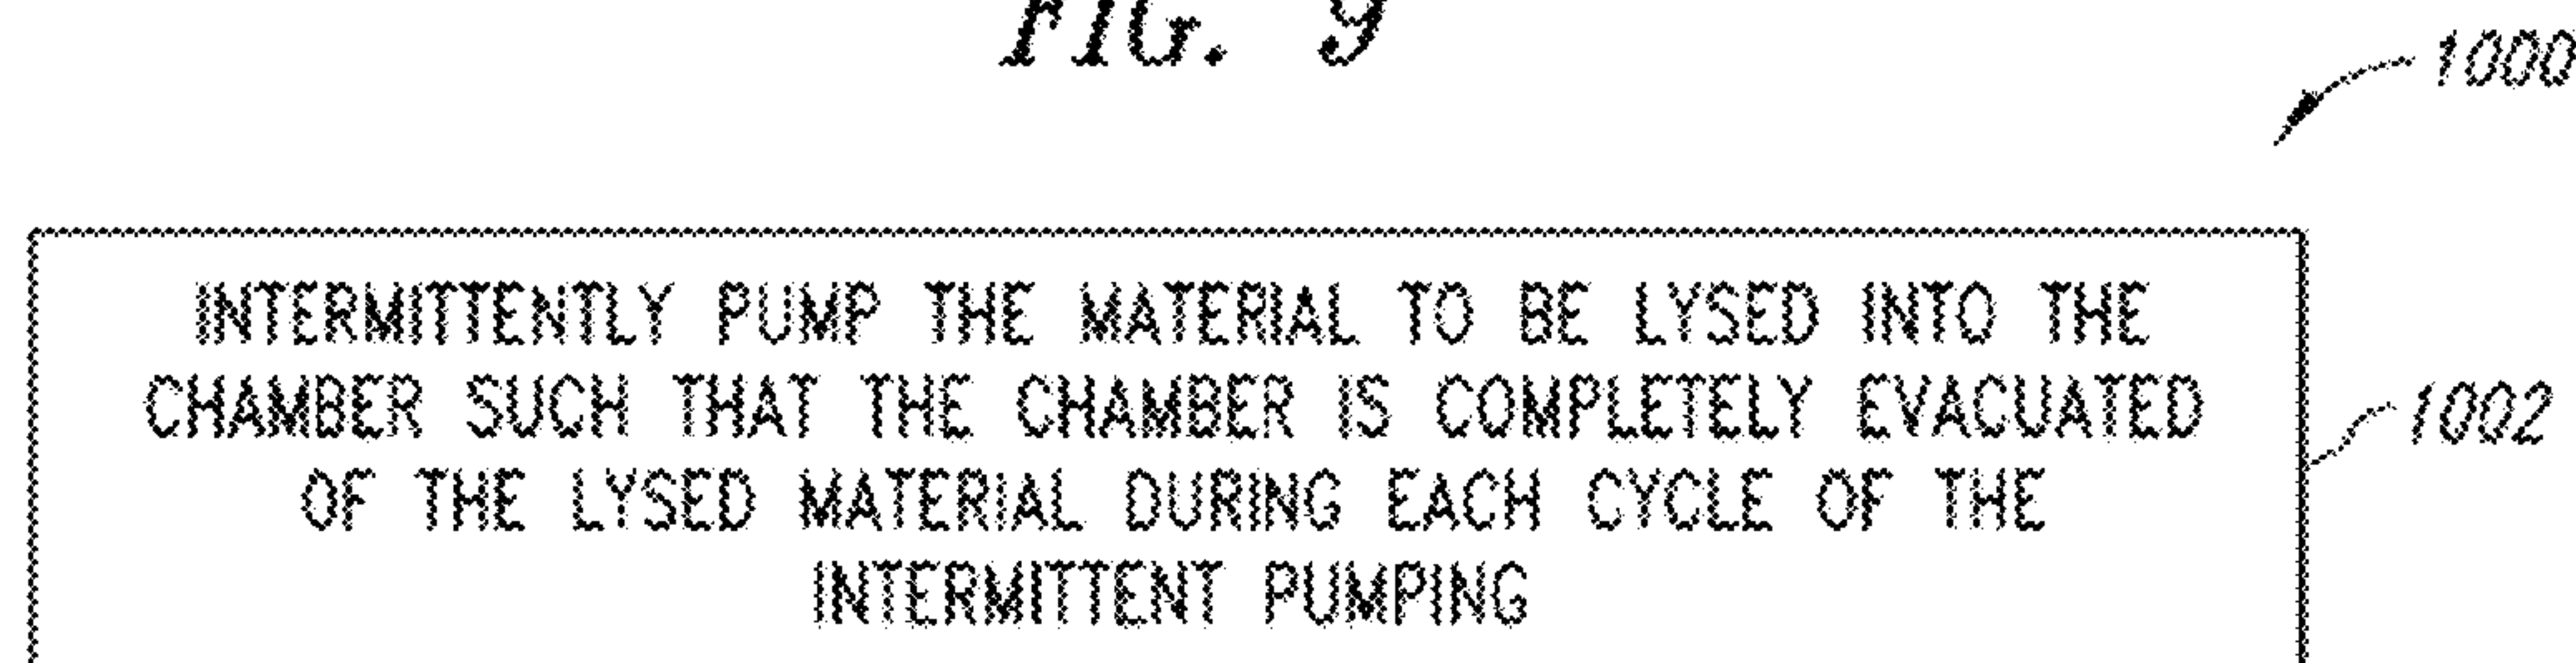 FIG. 9
1000
INTERMITTENTLY PUMP THE MATERIAL TO BE LYSED INTO THE
CHAMBER SUCH THAT THE CHAMBER IS COMPLETELY EVACUATED
1002
OF THE LYSED MATERIAL DURING EACH CYCLE OF THE
INTERMITTENT PUMPING